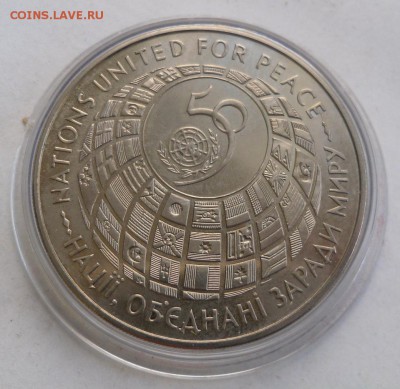 COINS.LAVE.RU
NATIONS UNITED FOR PEACE
50
НАЦІЇ, ОБ'ЄДНАНІ ЗАРАДИ МИРУ